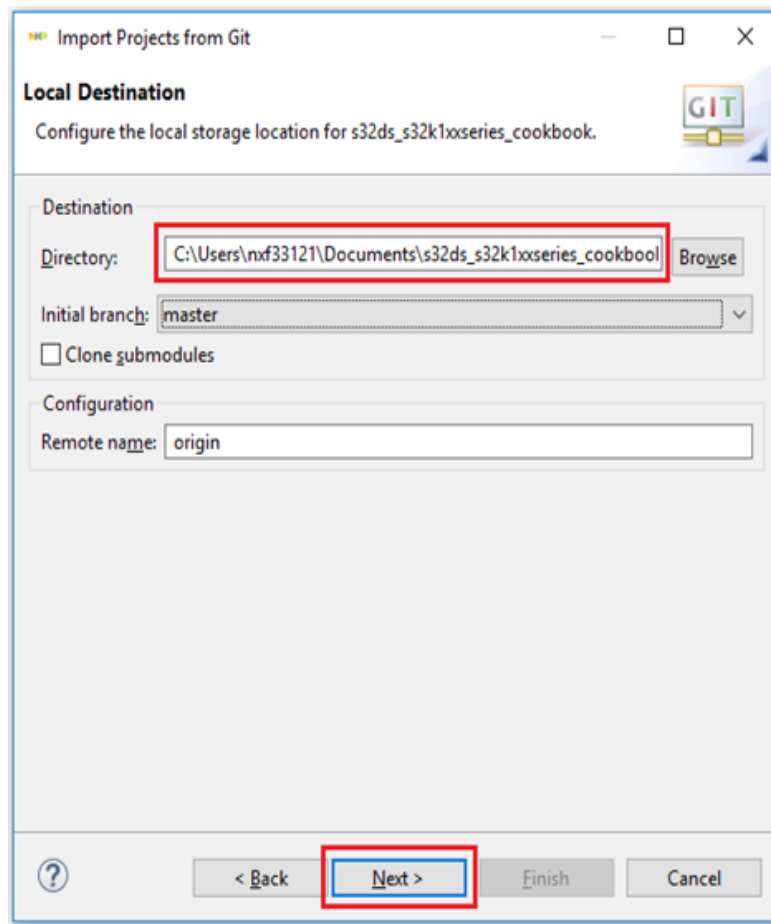 NXP Import Projects from Git
Local Destination
Configure the local storage location for s32ds_s32k1xxseries_cookbook.
GIT
Destination
Directory: C:\Users\nxf33121\Documents\s32ds_s32k1xxseries_cookbool Browse
Initial branch: master
Clone submodules
Configuration
Remote name: origin
? < Back Next > Finish Cancel